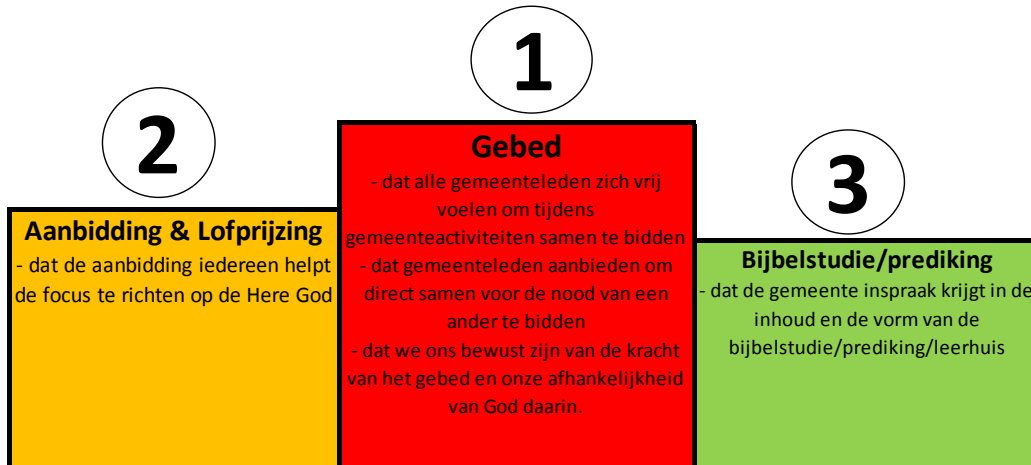 1
Gebed
- dat alle gemeenteleden zich vrij
voelen om tijdens
gemeenteactiviteiten samen te bidden
- dat gemeenteleden aanbieden om
direct samen voor de nood van een
ander te bidden
- dat we ons bewust zijn van de kracht
van het gebed en onze afhankelijkheid
van God daarin.
2
Aanbidding & Lofprijzing
- dat de aanbidding iedereen helpt
de focus te richten op de Here God
3
Bijbelstudie/prediking
- dat de gemeente inspraak krijgt in de
inhoud en de vorm van de
bijbelstudie/prediking/leerhuis